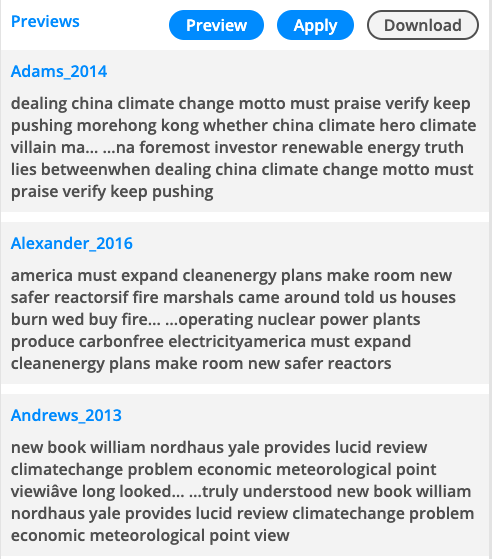 Previews
Preview
Apply
Download
Adams_2014
dealing china climate change motto must praise verify keep
pushing morehong kong whether china climate hero climate
villain ma... ...na foremost investor renewable energy truth
lies betweenwhen dealing china climate change motto must
praise verify keep pushing
Alexander_2016
america must expand cleanenergy plans make room new
safer reactorsif fire marshals came around told us houses
burn wed buy fire... ...operating nuclear power plants
produce carbonfree electricityamerica must expand
cleanenergy plans make room new safer reactors
Andrews_2013
new book william nordhaus yale provides lucid review
climatechange problem economic meteorological point
viewiâve long looked... ...truly understood new book william
nordhaus yale provides lucid review climatechange problem
economic meteorological point view